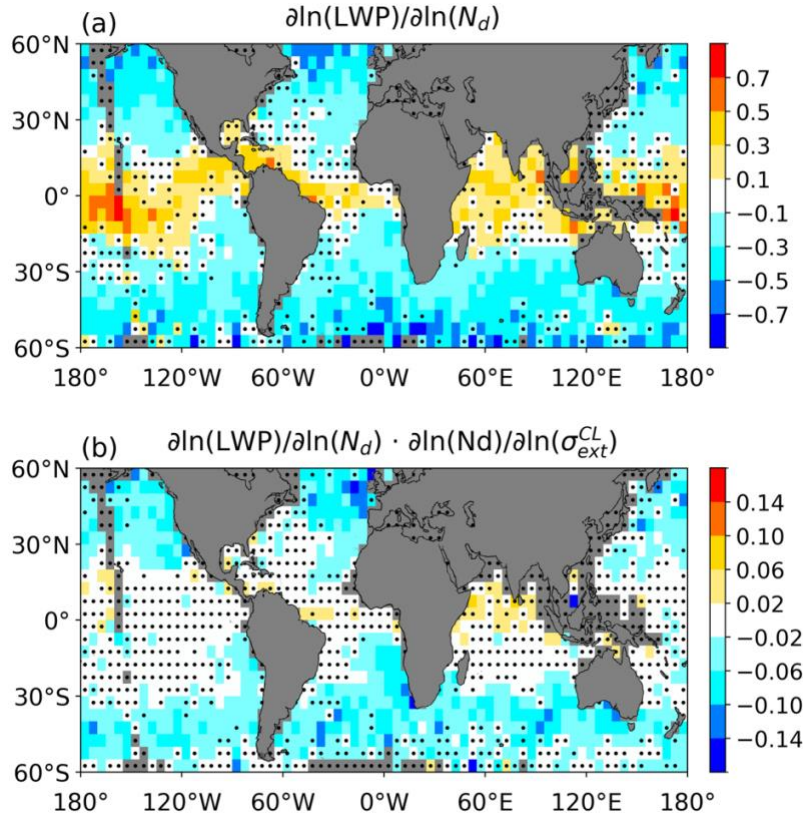 (a) ∂ln(LWP)/∂ln(N_d)
60°N
30°N
0°
30°S
60°S
180° 120°W 60°W 0°W 60°E 120°E 180°
0.7
0.5
0.3
0.1
−0.1
−0.3
−0.5
−0.7
(b) ∂ln(LWP)/∂ln(N_d) · ∂ln(Nd)/∂ln(σ_ext^CL)
60°N
30°N
0°
30°S
60°S
180° 120°W 60°W 0°W 60°E 120°E 180°
0.14
0.10
0.06
0.02
−0.02
−0.06
−0.10
−0.14